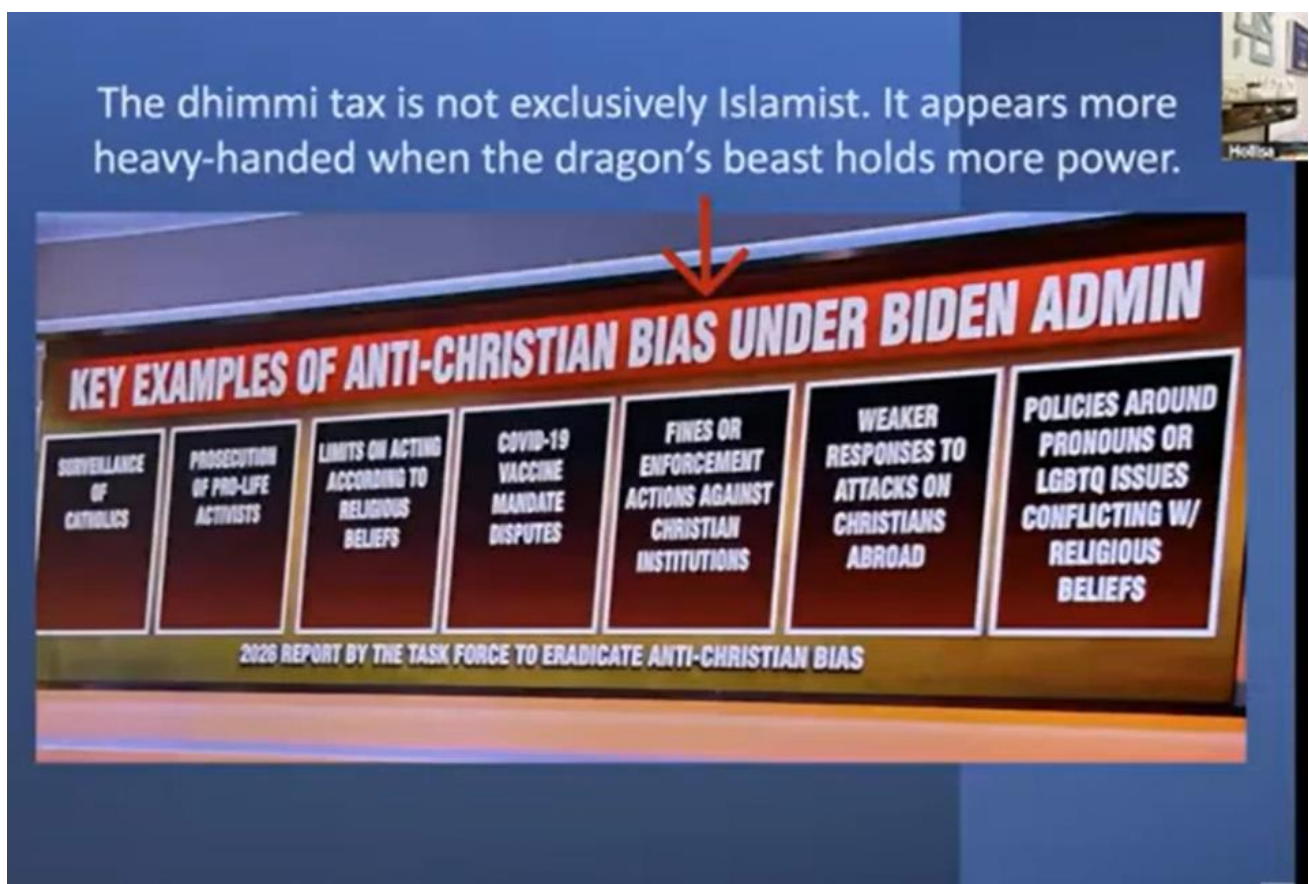 The dhimmi tax is not exclusively Islamist. It appears more
heavy-handed when the dragon's beast holds more power.
KEY EXAMPLES OF ANTI-CHRISTIAN BIAS UNDER BIDEN ADMIN
SURVEILLANCE
OF
CATHOLICS
PROSECUTION
OF PRO-LIFE
ACTIVISTS
LIMITS ON ACTING
ACCORDING TO
RELIGIOUS
BELIEFS
COVID-19
VACCINE
MANDATE
DISPUTES
FINES OR
ENFORCEMENT
ACTIONS AGAINST
CHRISTIAN
INSTITUTIONS
WEAKER
RESPONSES TO
ATTACKS ON
CHRISTIANS
ABROAD
POLICIES AROUND
PRONOUNS OR
LGBTQ ISSUES
CONFLICTING W/
RELIGIOUS
BELIEFS
2026 REPORT BY THE TASK FORCE TO ERADICATE ANTI-CHRISTIAN BIAS